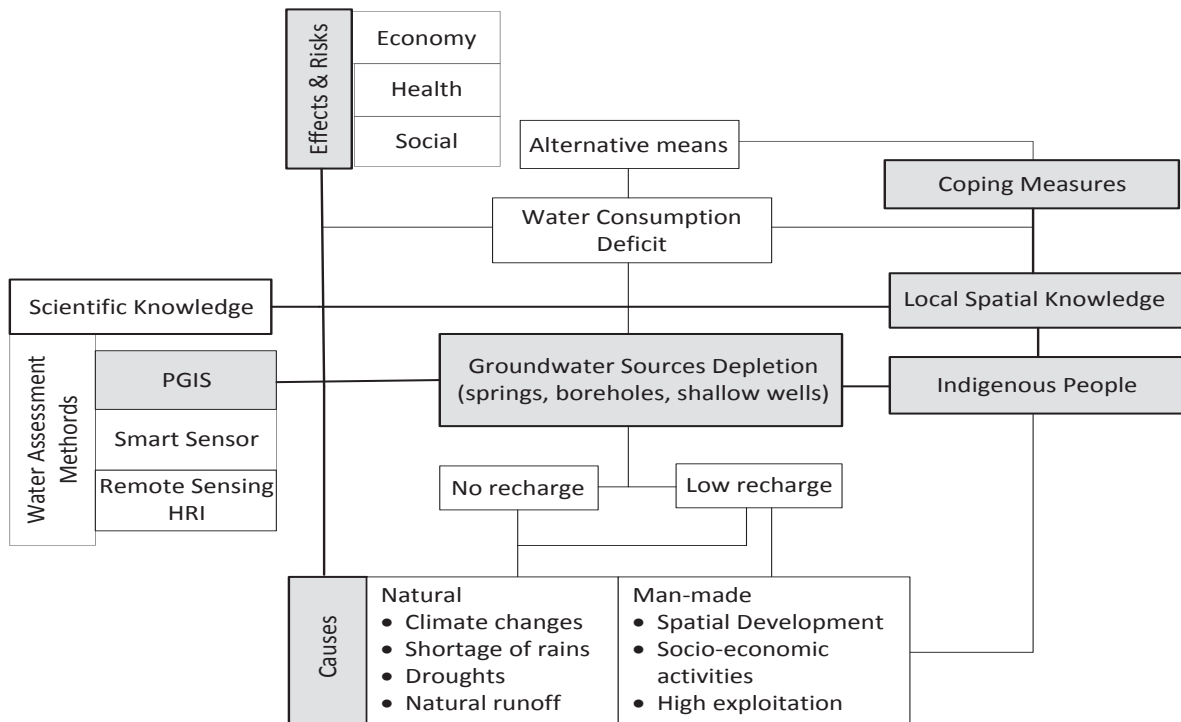 Effects & Risks
Economy
Health
Social
Alternative means
Coping Measures
Water Consumption
Deficit
Scientific Knowledge
Local Spatial Knowledge
Water Assessment
Methords
PGIS
Smart Sensor
Remote Sensing
HRI
Groundwater Sources Depletion
(springs, boreholes, shallow wells)
Indigenous People
No recharge
Low recharge
Causes
Natural
• Climate changes
• Shortage of rains
• Droughts
• Natural runoff
Man-made
• Spatial Development
• Socio-economic
activities
• High exploitation